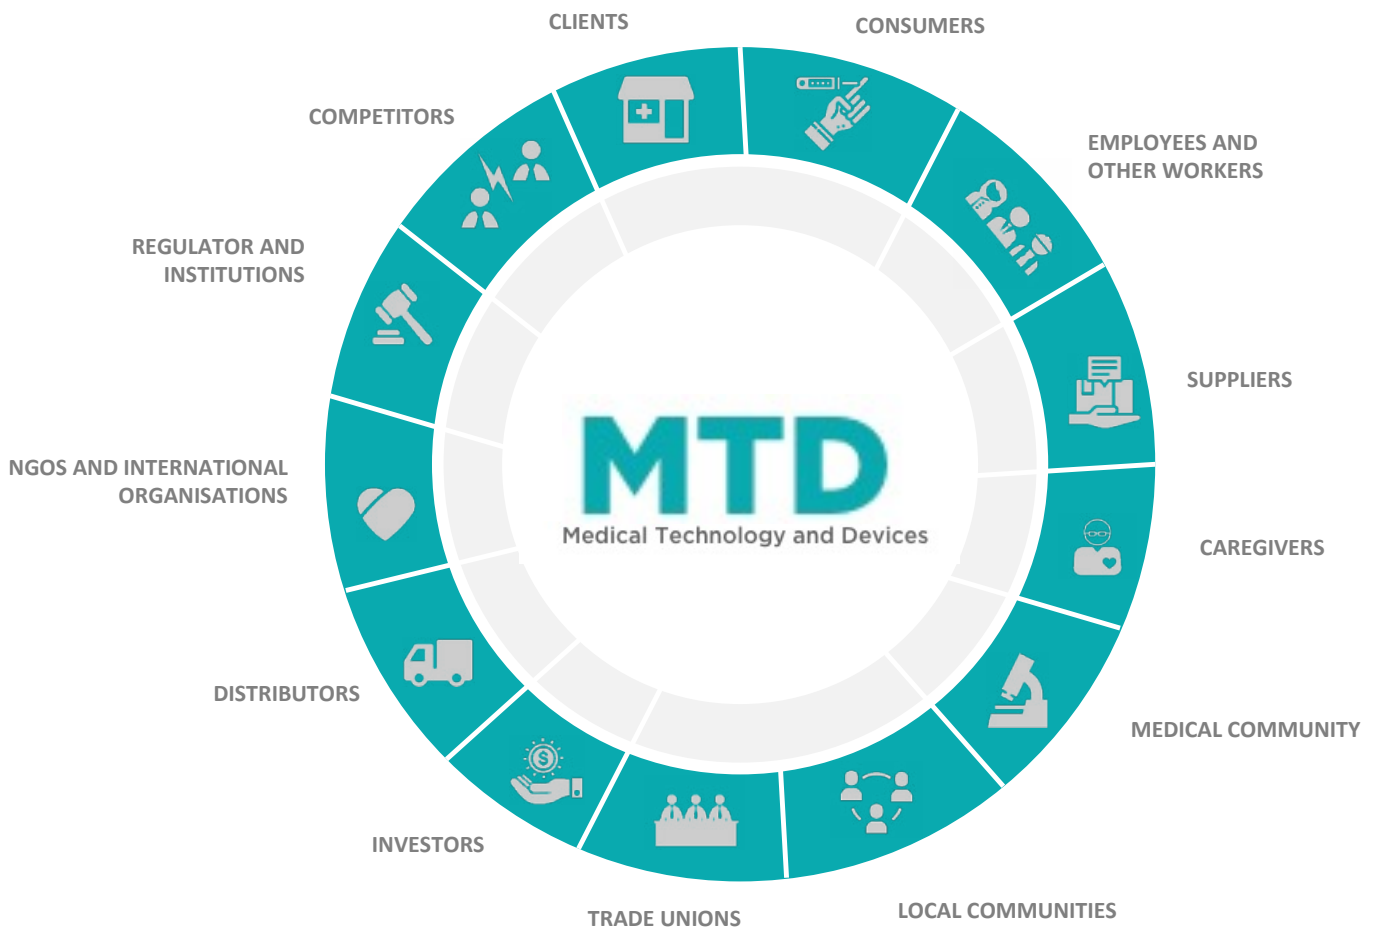 CLIENTS
CONSUMERS
COMPETITORS
EMPLOYEES AND
OTHER WORKERS
REGULATOR AND
INSTITUTIONS
SUPPLIERS
MTD
Medical Technology and Devices
NGOS AND INTERNATIONAL
ORGANISATIONS
CAREGIVERS
DISTRIBUTORS
MEDICAL COMMUNITY
$
INVESTORS
LOCAL COMMUNITIES
TRADE UNIONS